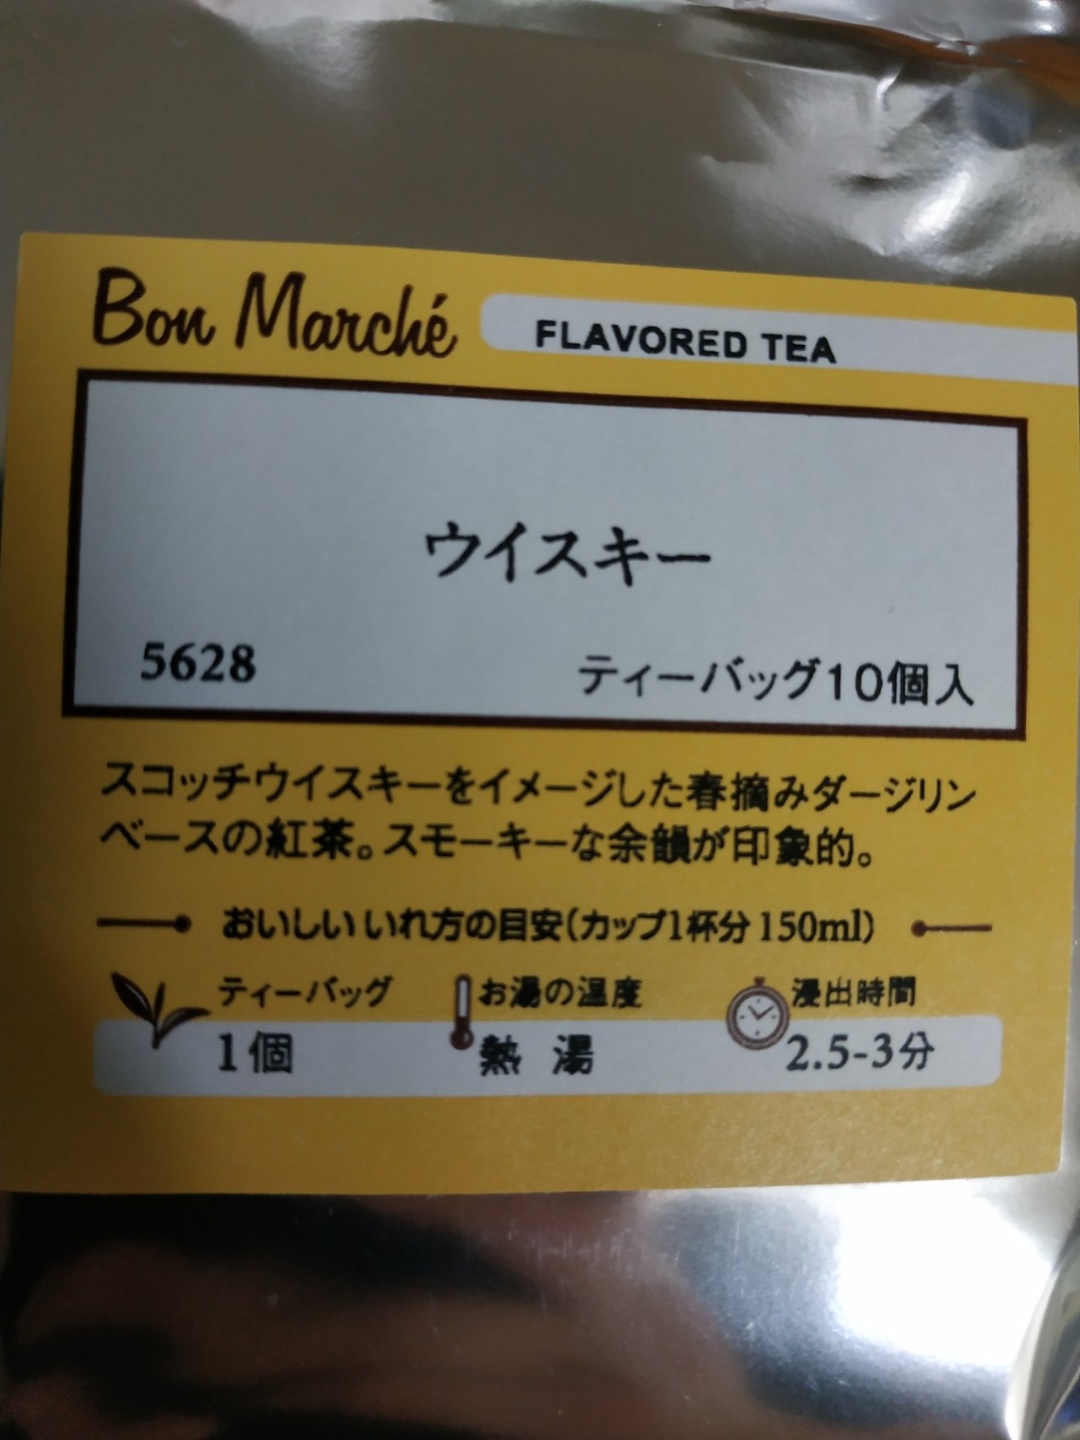 Bon Marché
FLAVORED TEA
ウイスキー
5628
ティーバッグ10個入
スコッチウイスキーをイメージした春摘みダージリン
ベースの紅茶。スモーキーな余韻が印象的。
おいしいいれ方の目安(カップ1杯分 150ml)
ティーバッグ
1個
お湯の温度
熱 湯
浸出時間
2.5-3分